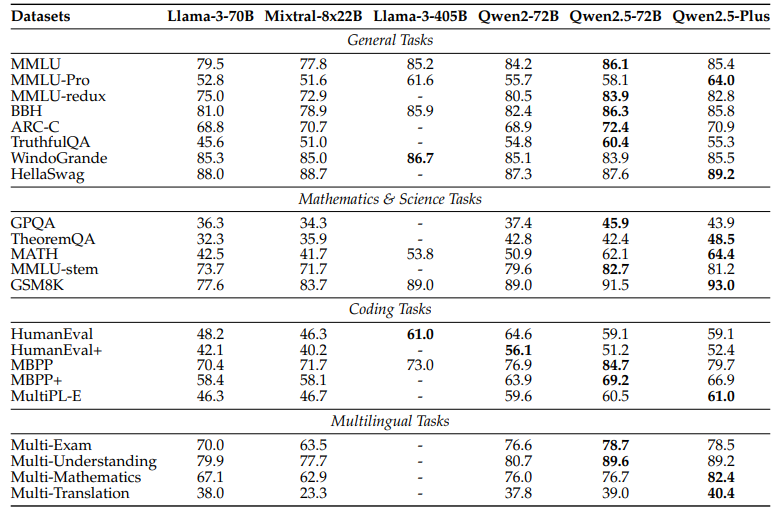 Datasets Llama-3-70B Mixtral-8x22B Llama-3-405B Qwen2-72B Qwen2.5-72B Qwen2.5-Plus
General Tasks
MMLU 79.5 77.8 85.2 84.2 86.1 85.4
MMLU-Pro 52.8 51.6 61.6 55.7 58.1 64.0
MMLU-redux 75.0 72.9 - 80.5 83.9 82.8
BBH 81.0 78.9 85.9 82.4 86.3 85.8
ARC-C 68.8 70.7 - 68.9 72.4 70.9
TruthfulQA 45.6 51.0 - 54.8 60.4 55.3
WindoGrande 85.3 85.0 86.7 85.1 83.9 85.5
HellaSwag 88.0 88.7 - 87.3 87.6 89.2
Mathematics & Science Tasks
GPQA 36.3 34.3 - 37.4 45.9 43.9
TheoremQA 32.3 35.9 - 42.8 42.4 48.5
MATH 42.5 41.7 53.8 50.9 62.1 64.4
MMLU-stem 73.7 71.7 - 79.6 82.7 81.2
GSM8K 77.6 83.7 89.0 89.0 91.5 93.0
Coding Tasks
HumanEval 48.2 46.3 61.0 64.6 59.1 59.1
HumanEval+ 42.1 40.2 - 56.1 51.2 52.4
MBPP 70.4 71.7 73.0 76.9 84.7 79.7
MBPP+ 58.4 58.1 - 63.9 69.2 66.9
MultiPL-E 46.3 46.7 - 59.6 60.5 61.0
Multilingual Tasks
Multi-Exam 70.0 63.5 - 76.6 78.7 78.5
Multi-Understanding 79.9 77.7 - 80.7 89.6 89.2
Multi-Mathematics 67.1 62.9 - 76.0 76.7 82.4
Multi-Translation 38.0 23.3 - 37.8 39.0 40.4